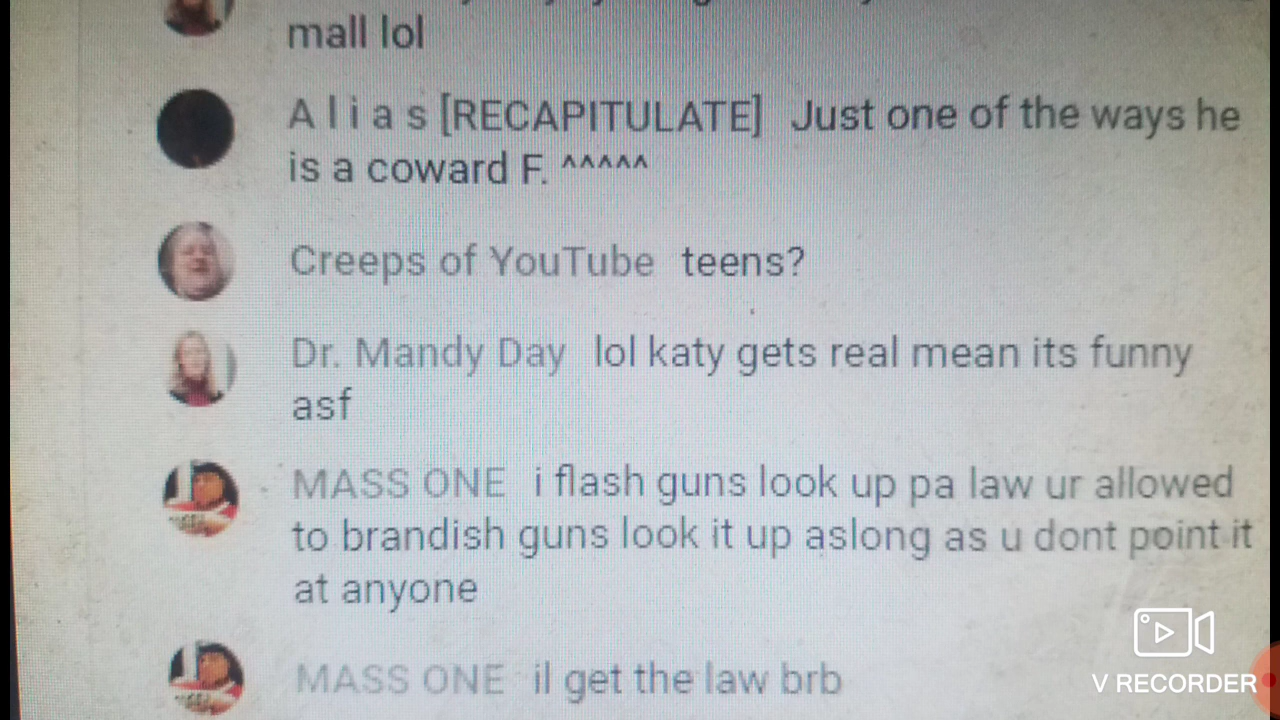 mall lol
A l i a s [RECAPITULATE] Just one of the ways he
is a coward F. ^^^^^
Creeps of YouTube teens?
Dr. Mandy Day lol katy gets real mean its funny
asf
MASS ONE i flash guns look up pa law ur allowed
to brandish guns look it up aslong as u dont point it
at anyone
MASS ONE il get the law brb
V RECORDER